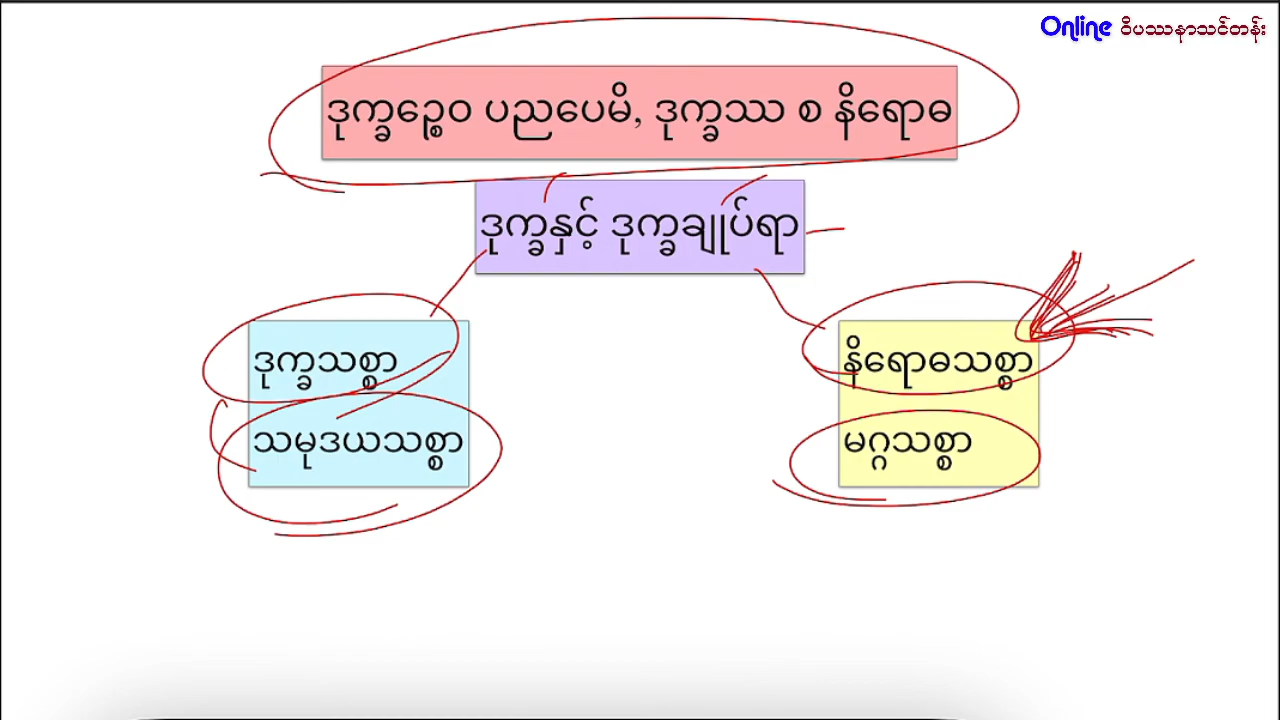 Online ဝိပဿနာသင်တန်း
ဒုက္ခဉ္စေဝ ပညပေမိ, ဒုက္ခဿ စ နိရောဓ
ဒုက္ခနှင့် ဒုက္ခချုပ်ရာ
ဒုက္ခသစ္စာ
သမုဒယသစ္စာ
နိရောဓသစ္စာ
မဂ္ဂသစ္စာ